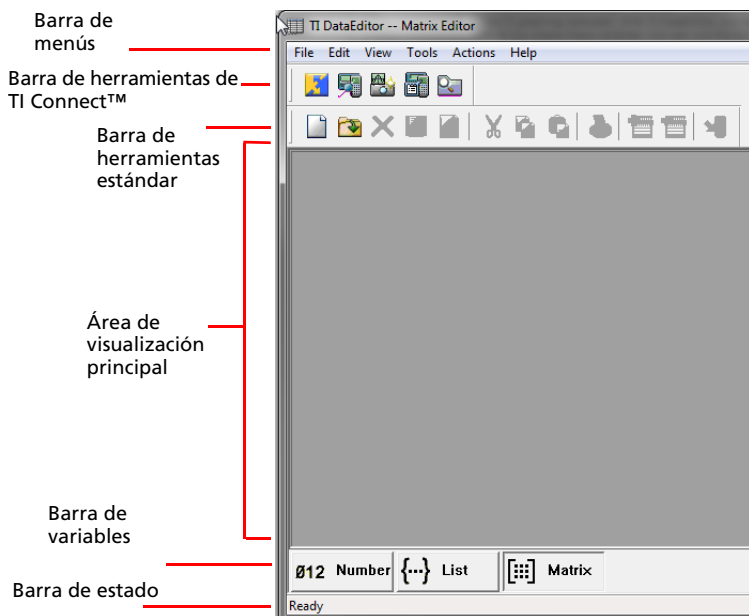 Barra de
menús
Barra de herramientas de
TI Connect™
Barra de
herramientas
estándar
Área de
visualización
principal
Barra de
variables
Barra de estado
TI DataEditor -- Matrix Editor
File Edit View Tools Actions Help
012 Number {...} List Matrix
Ready